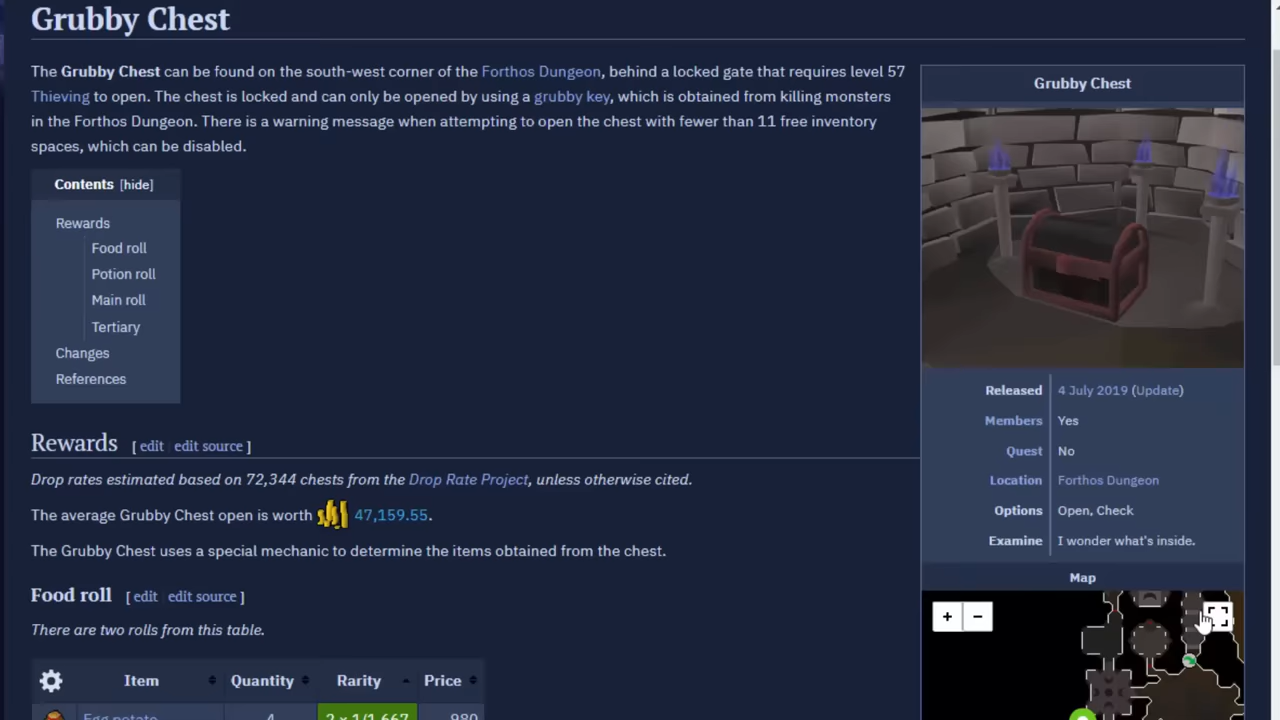 Grubby Chest
The Grubby Chest can be found on the south-west corner of the Forthos Dungeon, behind a locked gate that requires level 57
Thieving to open. The chest is locked and can only be opened by using a grubby key, which is obtained from killing monsters
in the Forthos Dungeon. There is a warning message when attempting to open the chest with fewer than 11 free inventory
spaces, which can be disabled.
Contents [hide]
Rewards
Food roll
Potion roll
Main roll
Tertiary
Changes
References
Rewards [ edit edit source ]
Drop rates estimated based on 72,344 chests from the Drop Rate Project, unless otherwise cited.
The average Grubby Chest open is worth 47,159.55.
The Grubby Chest uses a special mechanic to determine the items obtained from the chest.
Food roll [ edit edit source ]
There are two rolls from this table.
Item Quantity Rarity Price
Egg potato 4 2 × 1/1.667 980
Grubby Chest
Released 4 July 2019 (Update)
Members Yes
Quest No
Location Forthos Dungeon
Options Open, Check
Examine I wonder what's inside.
Map
+ −